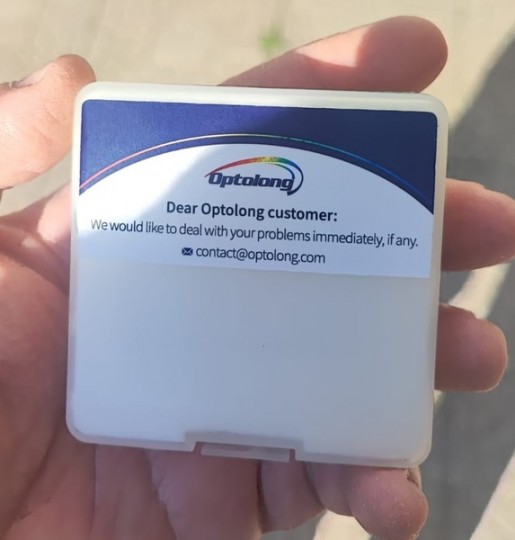 Optolong
Dear Optolong customer:
We would like to deal with your problems immediately, if any.
contact@optolong.com